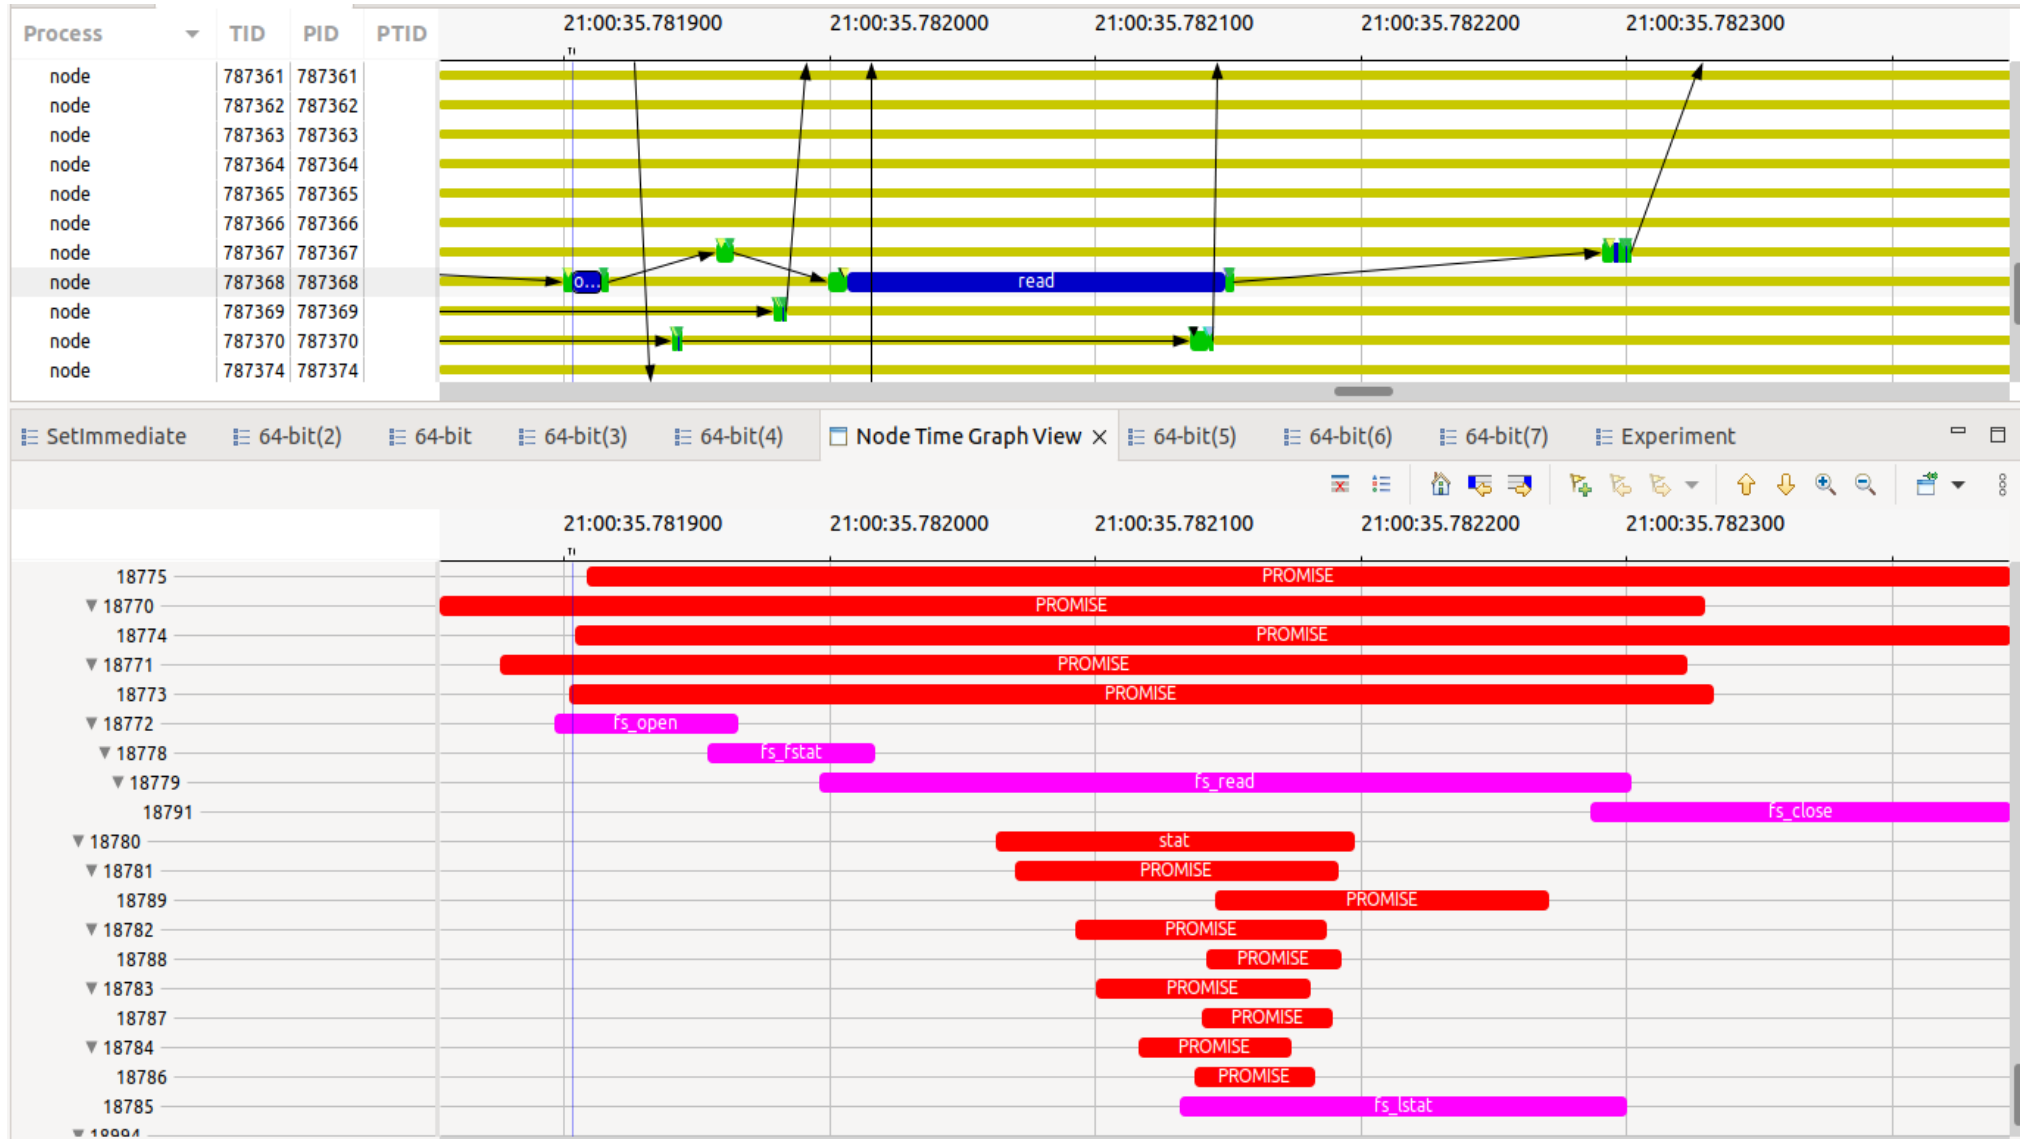 Process TID PID PTID 21:00:35.781900 21:00:35.782000 21:00:35.782100 21:00:35.782200 21:00:35.782300
node 787361 787361
node 787362 787362
node 787363 787363
node 787364 787364
node 787365 787365
node 787366 787366
node 787367 787367
node 787368 787368 o... read
node 787369 787369
node 787370 787370
node 787374 787374
SetImmediate 64-bit(2) 64-bit 64-bit(3) 64-bit(4) Node Time Graph View 64-bit(5) 64-bit(6) 64-bit(7) Experiment
21:00:35.781900 21:00:35.782000 21:00:35.782100 21:00:35.782200 21:00:35.782300
18775 PROMISE
18770 PROMISE
18774 PROMISE
18771 PROMISE
18773 PROMISE
18772 fs_open
18778 fs_fstat
18779 fs_read
18791 fs_close
18780 stat
18781 PROMISE
18789 PROMISE
18782 PROMISE
18788 PROMISE
18783 PROMISE
18787 PROMISE
18784 PROMISE
18786 PROMISE
18785 fs_lstat
18994